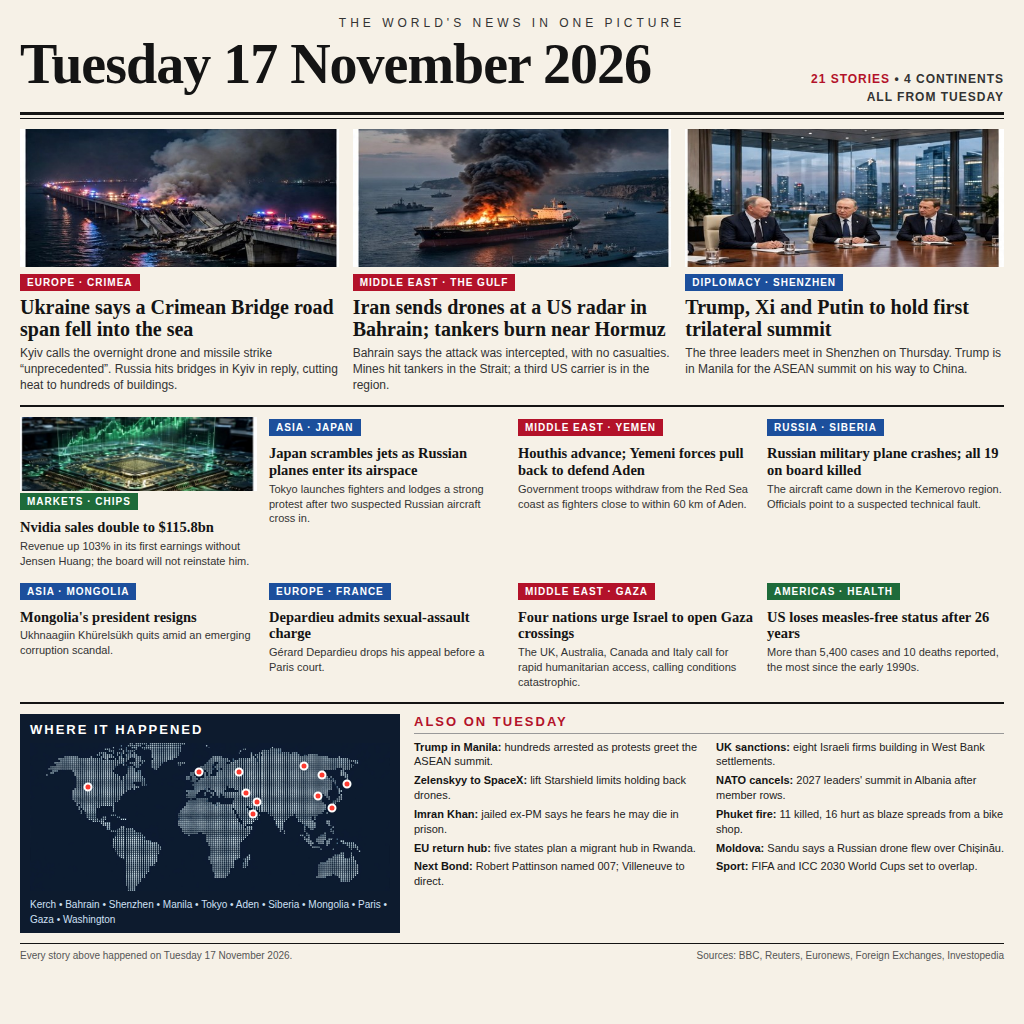 THE WORLD'S NEWS IN ONE PICTURE
Tuesday 17 November 2026
21 STORIES • 4 CONTINENTS
ALL FROM TUESDAY
EUROPE · CRIMEA
Ukraine says a Crimean Bridge road
span fell into the sea
Kyiv calls the overnight drone and missile strike
“unprecedented”. Russia hits bridges in Kyiv in reply, cutting
heat to hundreds of buildings.
MIDDLE EAST · THE GULF
Iran sends drones at a US radar in
Bahrain; tankers burn near Hormuz
Bahrain says the attack was intercepted, with no casualties.
Mines hit tankers in the Strait; a third US carrier is in the
region.
DIPLOMACY · SHENZHEN
Trump, Xi and Putin to hold first
trilateral summit
The three leaders meet in Shenzhen on Thursday. Trump is
in Manila for the ASEAN summit on his way to China.
MARKETS · CHIPS
Nvidia sales double to $115.8bn
Revenue up 103% in its first earnings without
Jensen Huang; the board will not reinstate him.
ASIA · JAPAN
Japan scrambles jets as Russian
planes enter its airspace
Tokyo launches fighters and lodges a strong
protest after two suspected Russian aircraft
cross in.
MIDDLE EAST · YEMEN
Houthis advance; Yemeni forces pull
back to defend Aden
Government troops withdraw from the Red Sea
coast as fighters close to within 60 km of Aden.
RUSSIA · SIBERIA
Russian military plane crashes; all 19
on board killed
The aircraft came down in the Kemerovo region.
Officials point to a suspected technical fault.
ASIA · MONGOLIA
Mongolia's president resigns
Ukhnaagiin Khürelsükh quits amid an emerging
corruption scandal.
EUROPE · FRANCE
Depardieu admits sexual-assault
charge
Gérard Depardieu drops his appeal before a
Paris court.
MIDDLE EAST · GAZA
Four nations urge Israel to open Gaza
crossings
The UK, Australia, Canada and Italy call for
rapid humanitarian access, calling conditions
catastrophic.
AMERICAS · HEALTH
US loses measles-free status after 26
years
More than 5,400 cases and 10 deaths reported,
the most since the early 1990s.
WHERE IT HAPPENED
Kerch • Bahrain • Shenzhen • Manila • Tokyo • Aden • Siberia • Mongolia • Paris •
Gaza • Washington
ALSO ON TUESDAY
Trump in Manila: hundreds arrested as protests greet the
ASEAN summit.
Zelenskyy to SpaceX: lift Starshield limits holding back
drones.
Imran Khan: jailed ex-PM says he fears he may die in
prison.
EU return hub: five states plan a migrant hub in Rwanda.
Next Bond: Robert Pattinson named 007; Villeneuve to
direct.
UK sanctions: eight Israeli firms building in West Bank
settlements.
NATO cancels: 2027 leaders' summit in Albania after
member rows.
Phuket fire: 11 killed, 16 hurt as blaze spreads from a bike
shop.
Moldova: Sandu says a Russian drone flew over Chișinău.
Sport: FIFA and ICC 2030 World Cups set to overlap.
Every story above happened on Tuesday 17 November 2026.
Sources: BBC, Reuters, Euronews, Foreign Exchanges, Investopedia